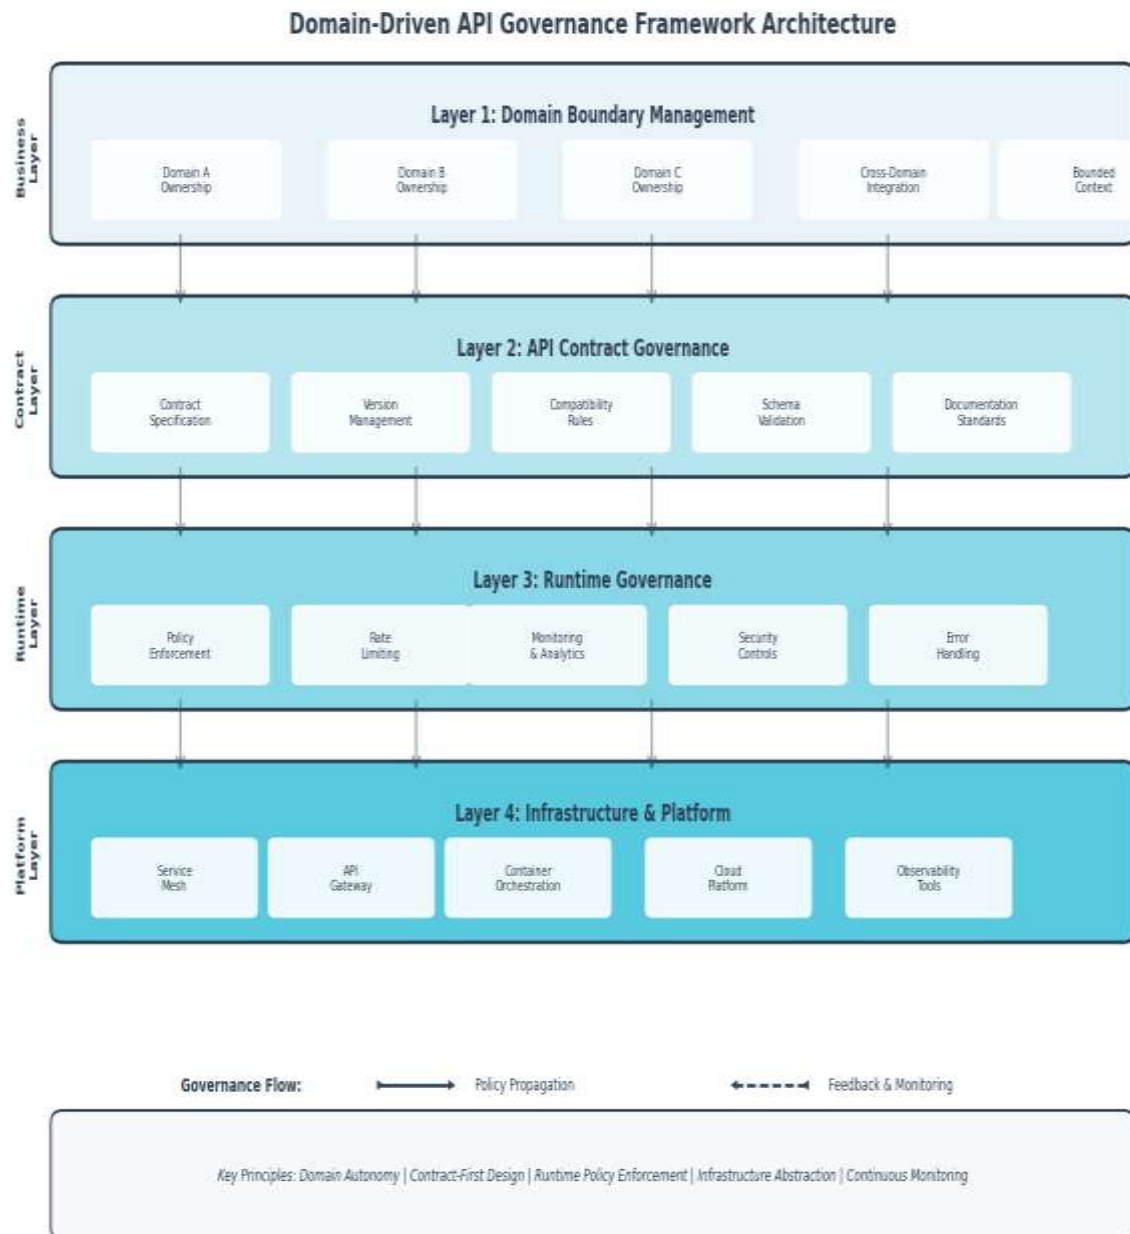 Domain-Driven API Governance Framework Architecture
Business
Layer
Layer 1: Domain Boundary Management
Domain A
Ownership
Domain B
Ownership
Domain C
Ownership
Cross-Domain
Integration
Bounded
Context
Contract
Layer
Layer 2: API Contract Governance
Contract
Specification
Version
Management
Compatibility
Rules
Schema
Validation
Documentation
Standards
Runtime
Layer
Layer 3: Runtime Governance
Policy
Enforcement
Rate
Limiting
Monitoring
& Analytics
Security
Controls
Error
Handling
Platform
Layer
Layer 4: Infrastructure & Platform
Service
Mesh
API
Gateway
Container
Orchestration
Cloud
Platform
Observability
Tools
Governance Flow:
Policy Propagation
Feedback & Monitoring
Key Principles: Domain Autonomy | Contract-First Design | Runtime Policy Enforcement | Infrastructure Abstraction | Continuous Monitoring